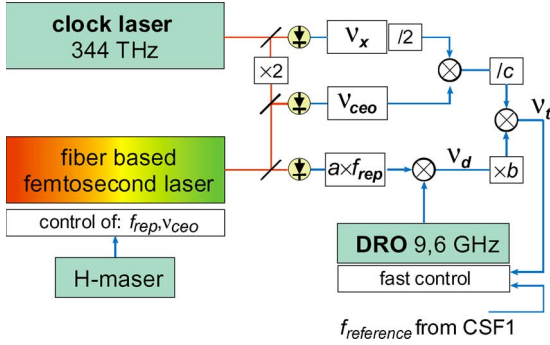 clock laser
344 THz
×2
ν_x
/2
ν_ceo
/c
ν_t
fiber based
femtosecond laser
a×f_rep
ν_d
×b
control of: f_rep,ν_ceo
H-maser
DRO 9,6 GHz
fast control
f_reference from CSF1